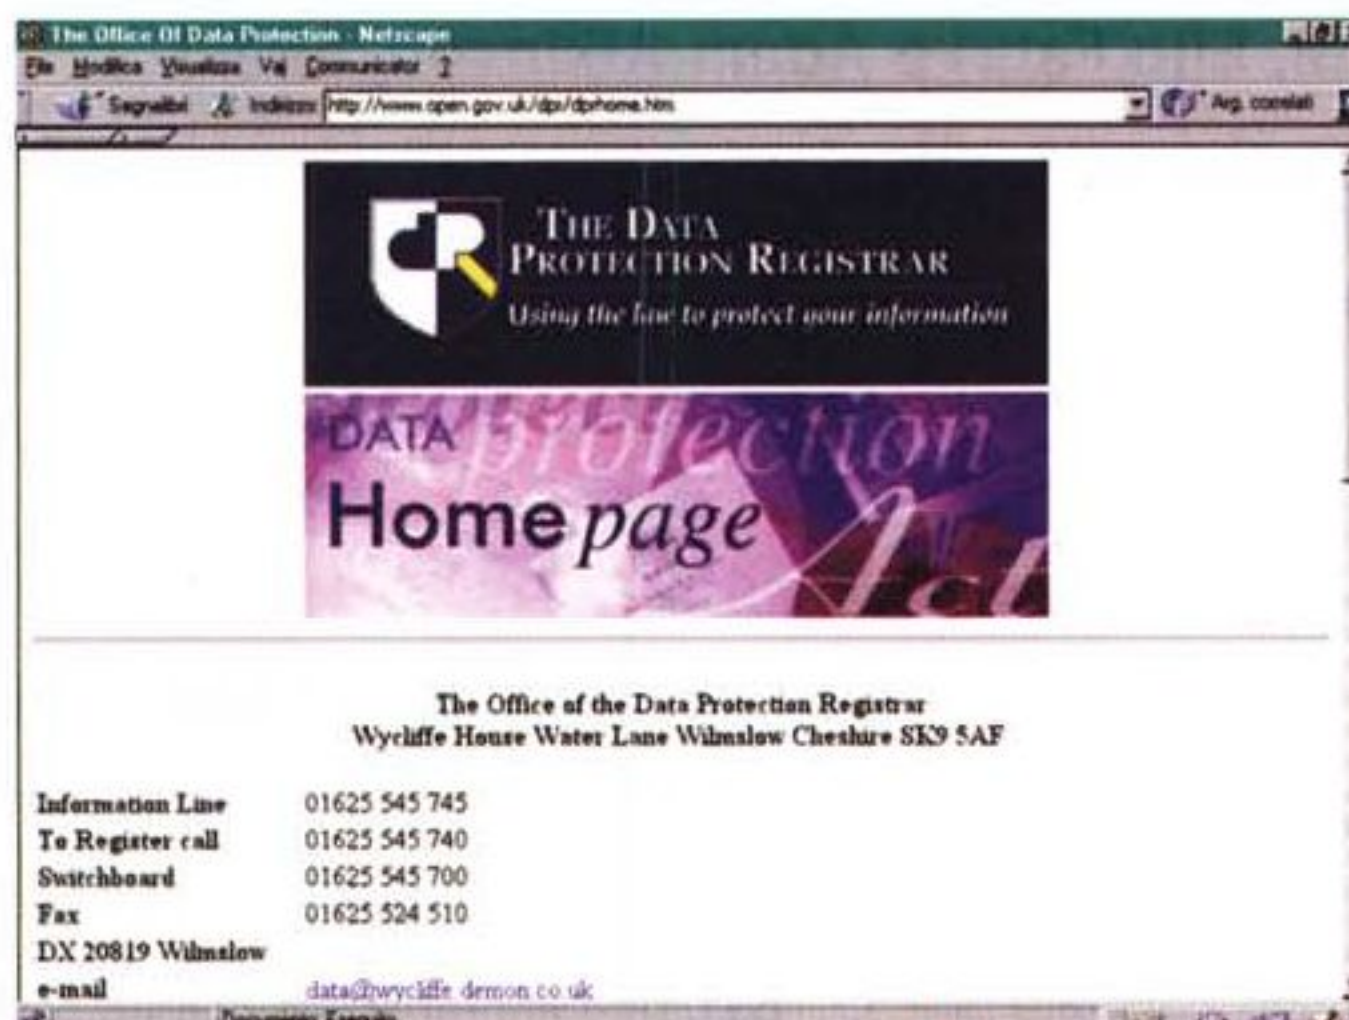 The Office Of Data Protection - Netscape
File Modifica Visualizza Vai Communicator ?
Segnalibri Indirizzo http://www.open.gov.uk/dpr/dprhome.htm Arg. correlati
THE DATA
PROTECTION REGISTRAR
Using the law to protect your information
DATA protection
Home page
Act
The Office of the Data Protection Registrar
Wycliffe House Water Lane Wilmslow Cheshire SK9 5AF
Information Line 01625 545 745
To Register call 01625 545 740
Switchboard 01625 545 700
Fax 01625 524 510
DX 20819 Wilmslow
e-mail data@wycliffe.demon.co.uk